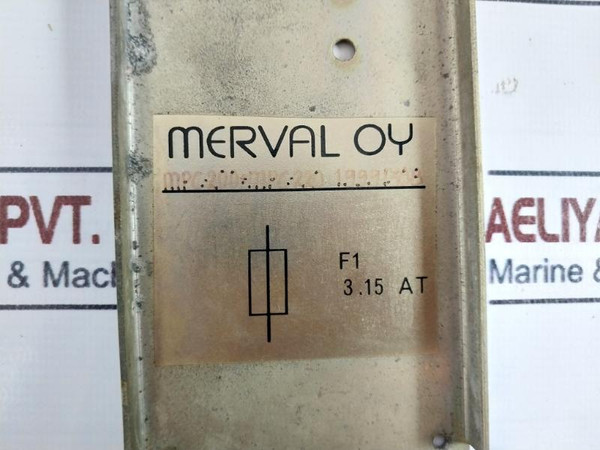 MERVAL OY
F1
3.15 AT
PVT.
& Mach
AELIYA
Marine &